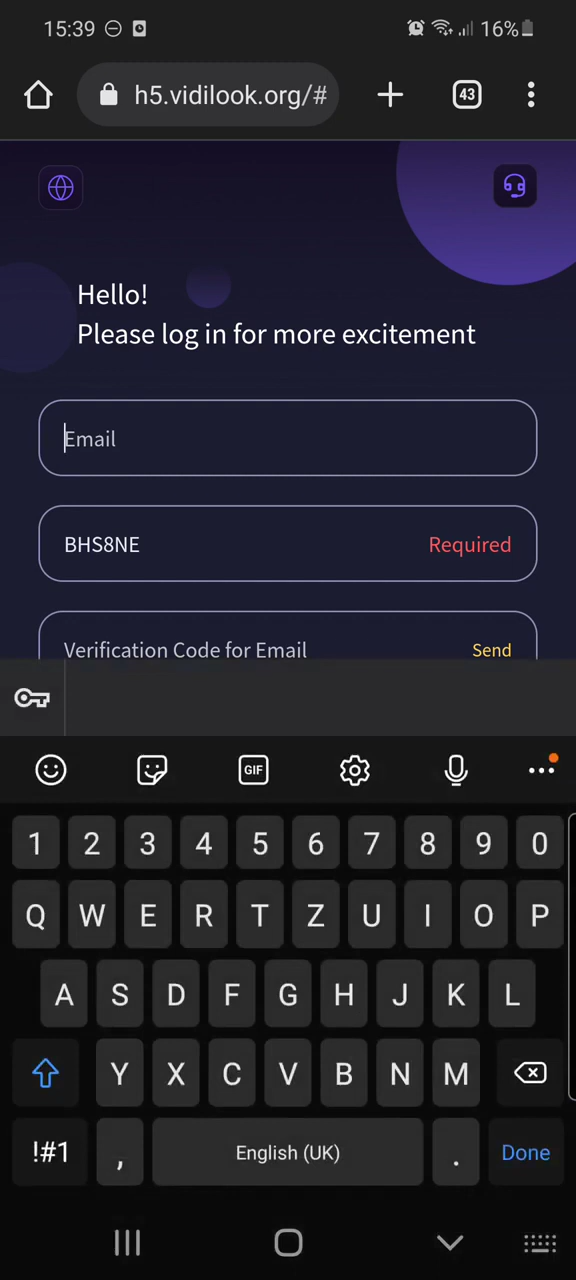 15:39
16%
h5.vidilook.org/#
43
Hello!
Please log in for more excitement
Email
BHS8NE Required
Verification Code for Email Send
GIF
1 2 3 4 5 6 7 8 9 0
Q W E R T Z U I O P
A S D F G H J K L
Y X C V B N M
!#1 , English (UK) . Done